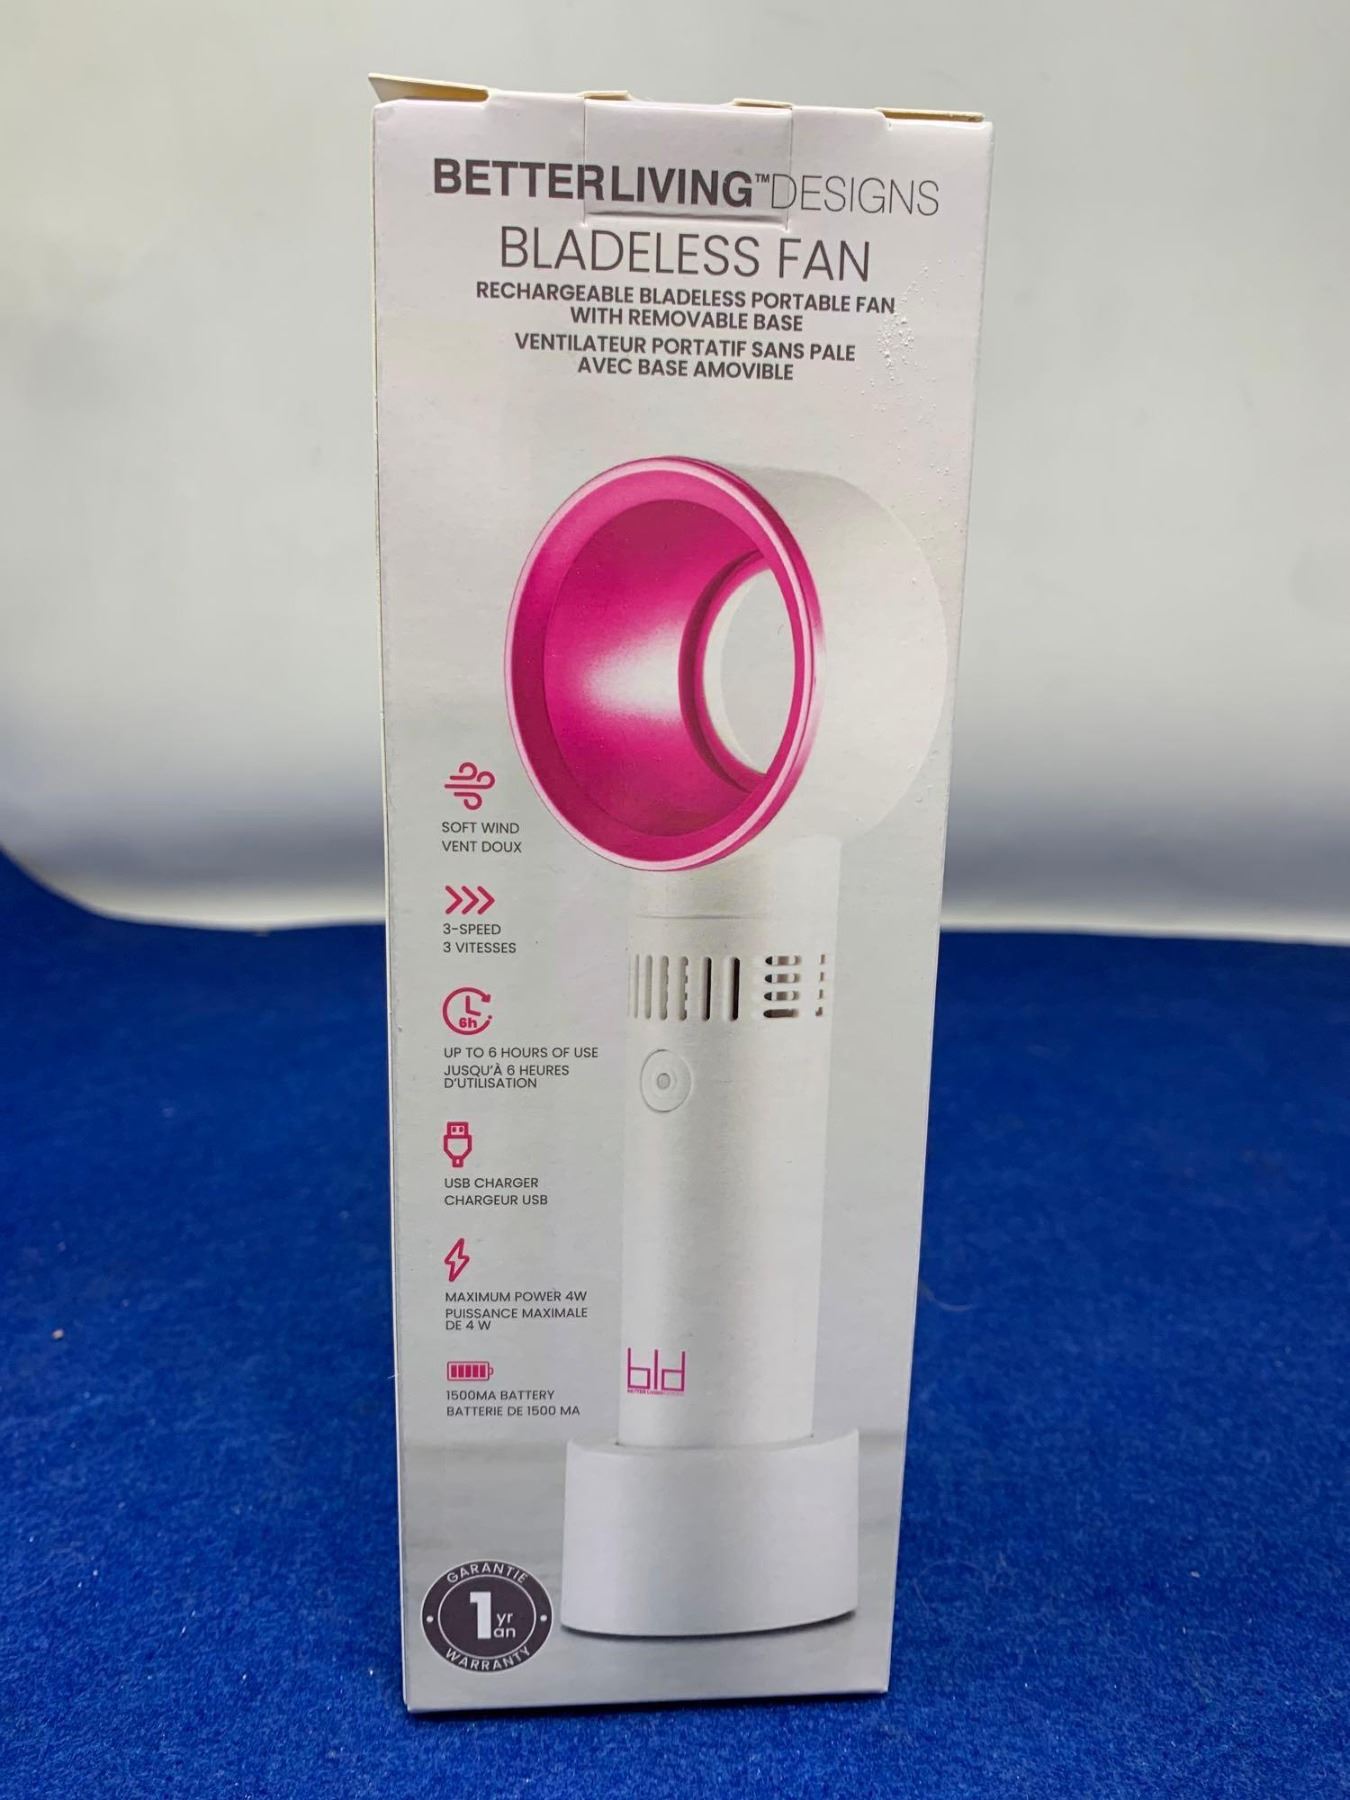 BETTERLIVING™DESIGNS
BLADELESS FAN
RECHARGEABLE BLADELESS PORTABLE FAN
WITH REMOVABLE BASE
VENTILATEUR PORTATIF SANS PALE
AVEC BASE AMOVIBLE
SOFT WIND
VENT DOUX
3-SPEED
3 VITESSES
6h
UP TO 6 HOURS OF USE
JUSQU'À 6 HEURES
D'UTILISATION
USB CHARGER
CHARGEUR USB
MAXIMUM POWER 4W
PUISSANCE MAXIMALE
DE 4 W
1500MA BATTERY
BATTERIE DE 1500 MA
bld
BETTER LIVING DESIGNS
GARANTIE
1 yr
an
WARRANTY